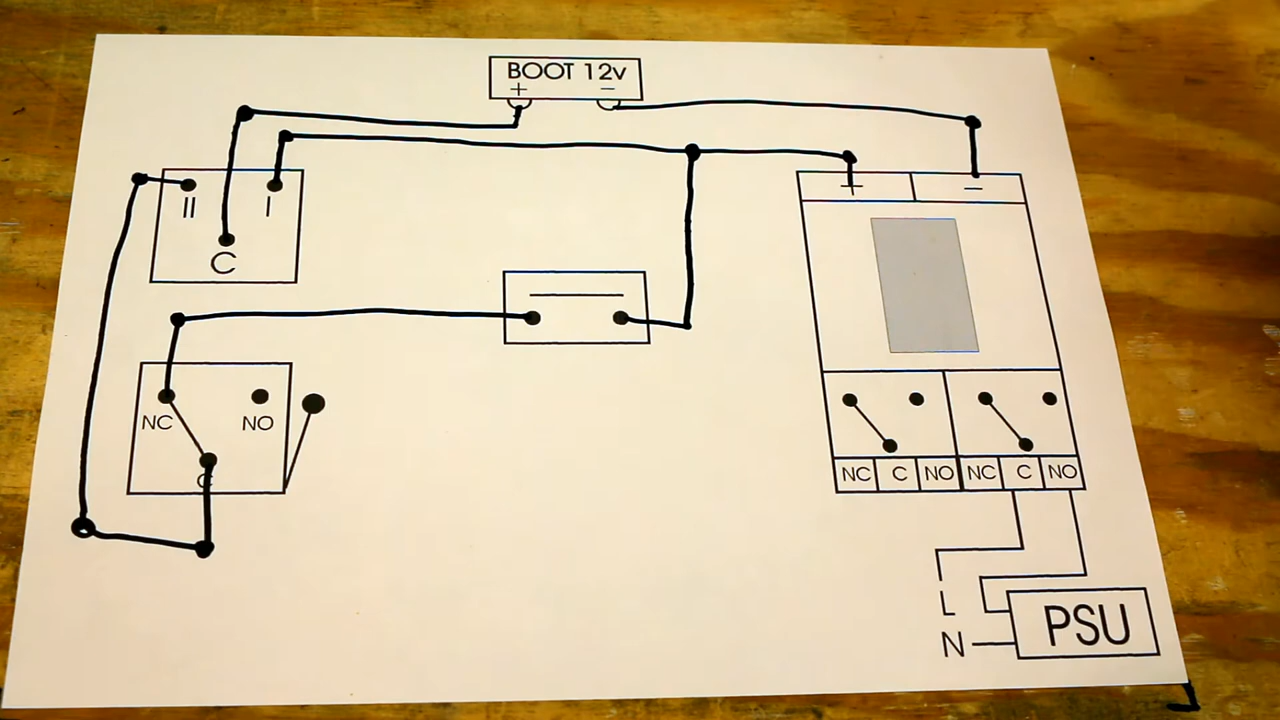 BOOT 12v
+ −
+ −
II I
C
NC NO
C
NC C NO NC C NO
L
N PSU